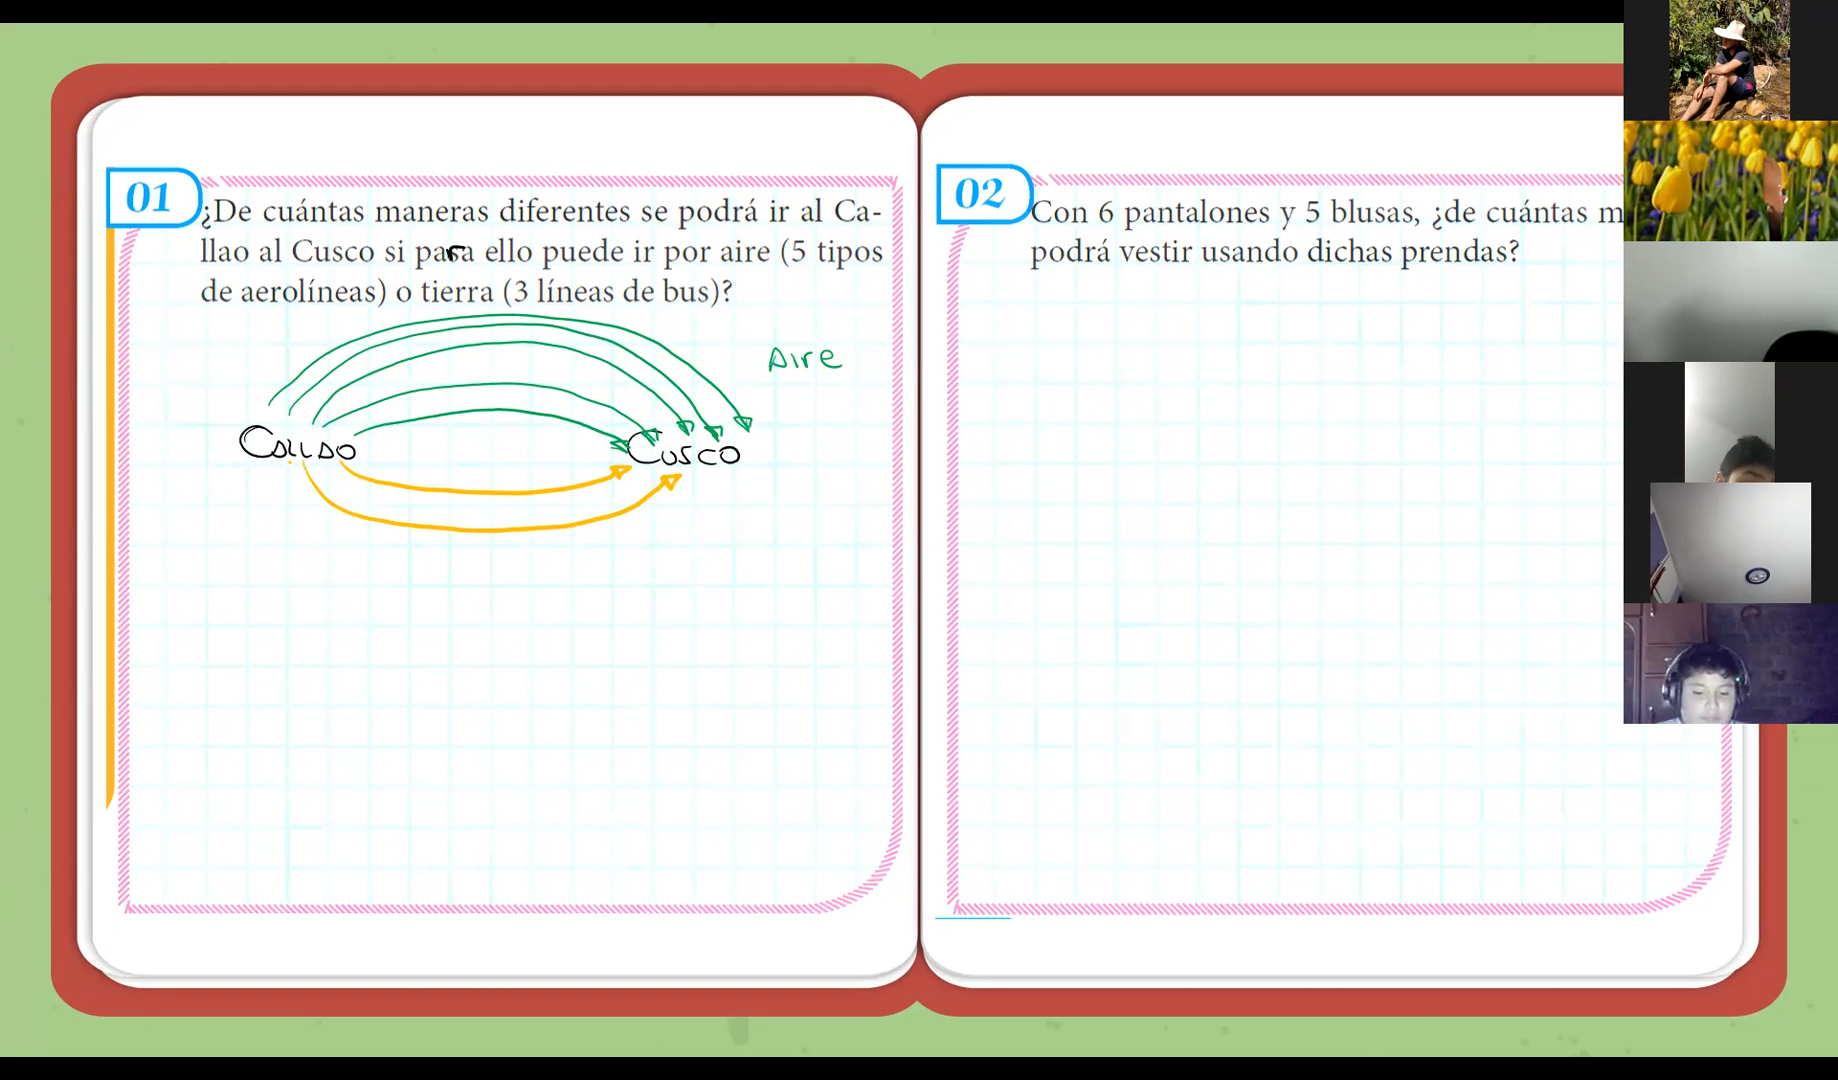 01
¿De cuántas maneras diferentes se podrá ir al Ca-
llao al Cusco si para ello puede ir por aire (5 tipos
de aerolíneas) o tierra (3 líneas de bus)?
Aire
Callao
Cusco
02
Con 6 pantalones y 5 blusas, ¿de cuántas m
podrá vestir usando dichas prendas?